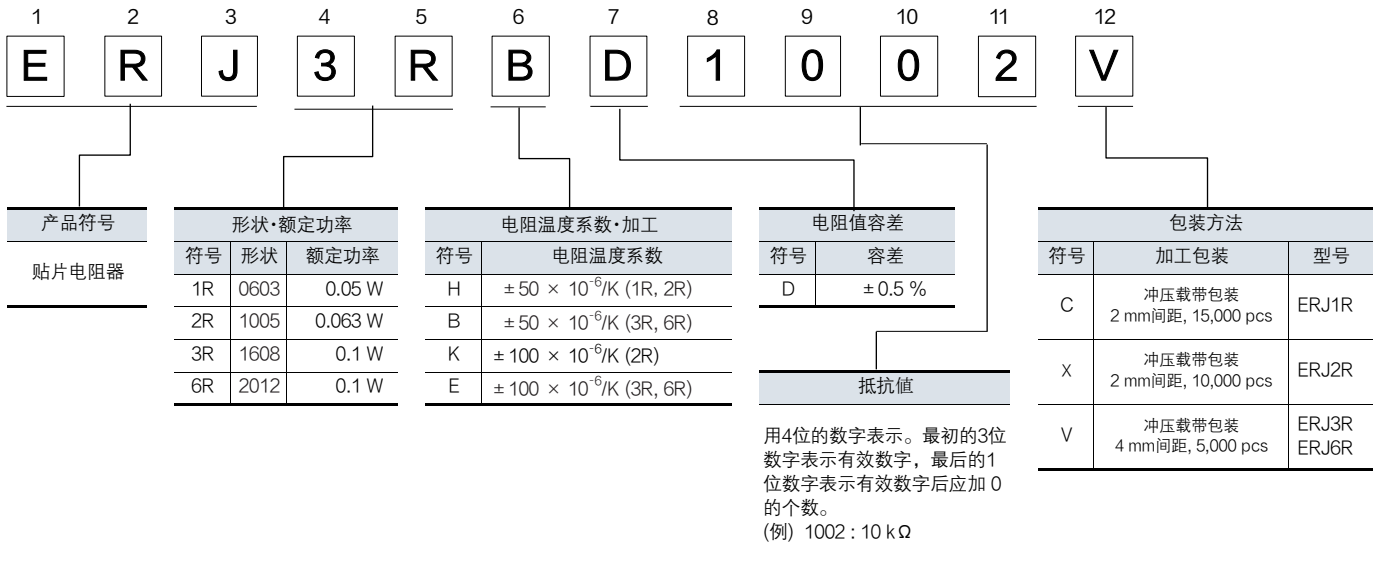 1 2 3 4 5 6 7 8 9 10 11 12
E R J 3 R B D 1 0 0 2 V
产品符号
贴片电阻器
形状·额定功率
符号 形状 额定功率
1R 0603 0.05 W
2R 1005 0.063 W
3R 1608 0.1 W
6R 2012 0.1 W
电阻温度系数·加工
符号 电阻温度系数
H ±50 × 10⁻⁶/K (1R, 2R)
B ±50 × 10⁻⁶/K (3R, 6R)
K ±100 × 10⁻⁶/K (2R)
E ±100 × 10⁻⁶/K (3R, 6R)
电阻值容差
符号 容差
D ±0.5 %
抵抗値
用4位的数字表示。最初的3位
数字表示有效数字，最后的1
位数字表示有效数字后应加 0
的个数。
(例) 1002 : 10 kΩ
包装方法
符号 加工包装 型号
C 冲压载带包装 ERJ1R
2 mm间距, 15,000 pcs
X 冲压载带包装 ERJ2R
2 mm间距, 10,000 pcs
V 冲压载带包装 ERJ3R
4 mm间距, 5,000 pcs ERJ6R